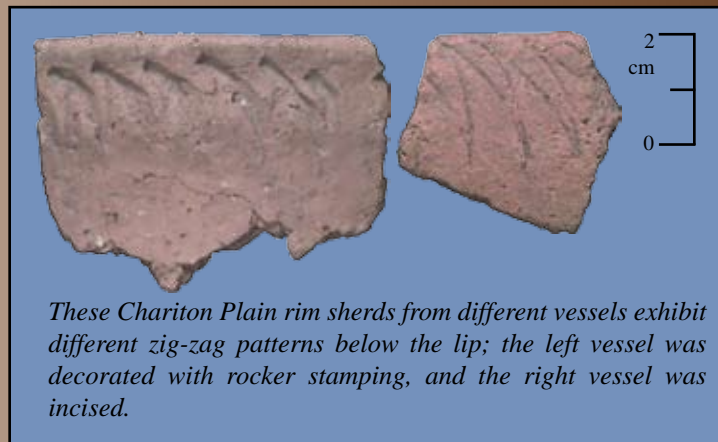 2
cm
0
These Chariton Plain rim sherds from different vessels exhibit
different zig-zag patterns below the lip; the left vessel was
decorated with rocker stamping, and the right vessel was
incised.